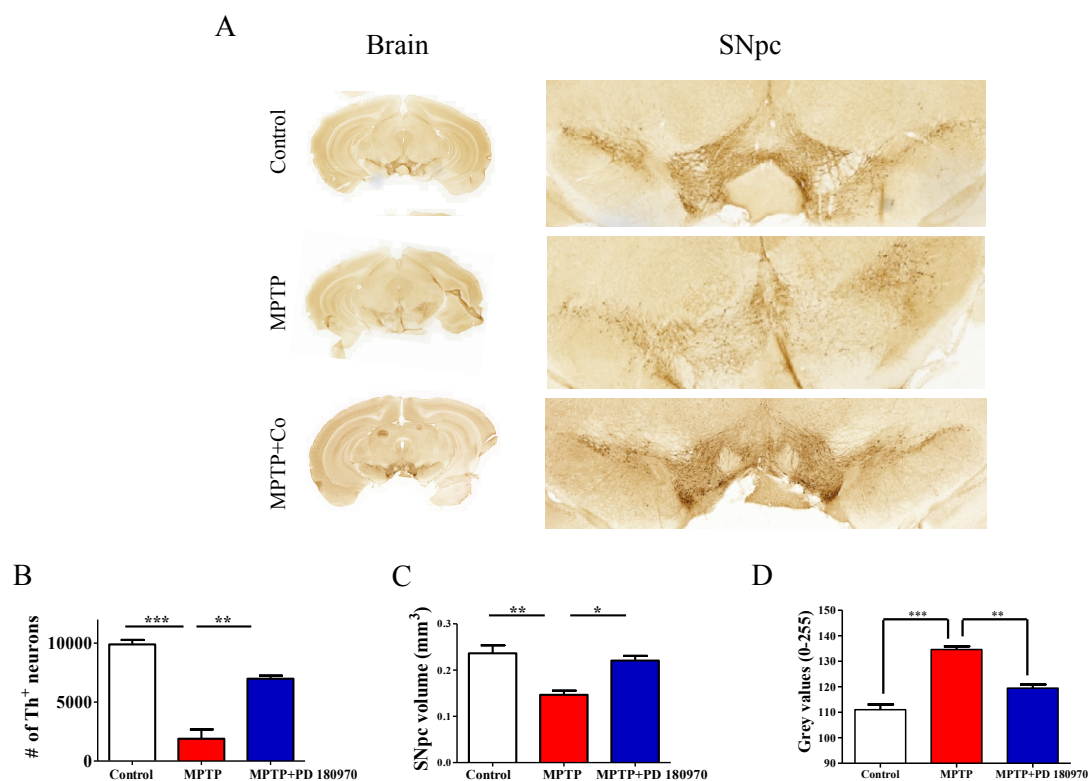 A
Brain
SNpc
Control
MPTP
MPTP+Co
B
# of Th⁺ neurons
10000
5000
0
***
**
Control
MPTP
MPTP+PD 180970
C
SNpc volume (mm³)
0.3
0.2
0.1
0.0
**
*
Control
MPTP
MPTP+PD 180970
D
Grey values (0-255)
150
140
130
120
110
100
90
***
**
Control
MPTP
MPTP+PD 180970